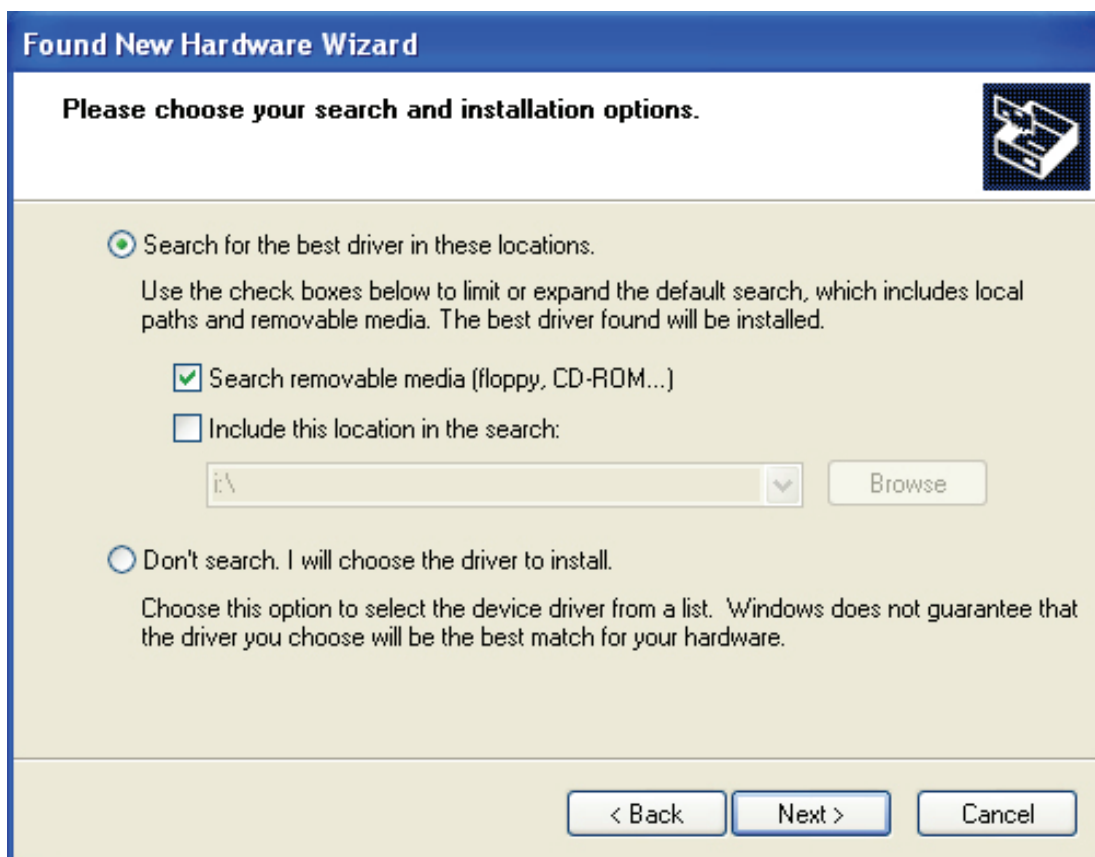 Found New Hardware Wizard
Please choose your search and installation options.
Search for the best driver in these locations.
Use the check boxes below to limit or expand the default search, which includes local
paths and removable media. The best driver found will be installed.
Search removable media (floppy, CD-ROM...)
Include this location in the search:
i:\
Browse
Don't search. I will choose the driver to install.
Choose this option to select the device driver from a list.  Windows does not guarantee that
the driver you choose will be the best match for your hardware.
< Back
Next >
Cancel